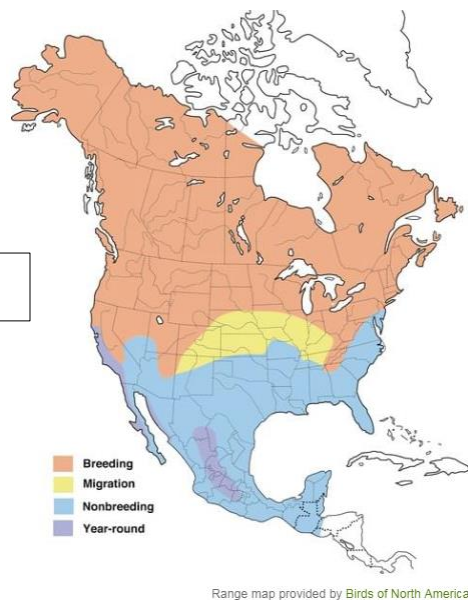 Breeding
Migration
Nonbreeding
Year-round
Range map provided by Birds of North America